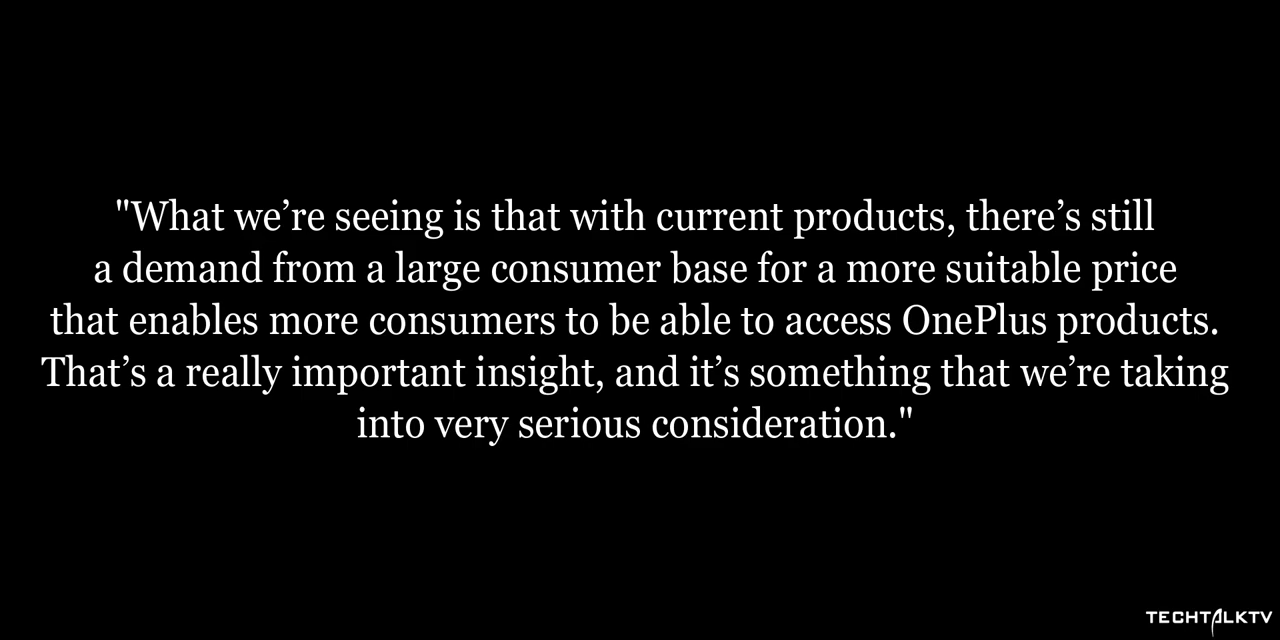 "What we’re seeing is that with current products, there’s still
a demand from a large consumer base for a more suitable price
that enables more consumers to be able to access OnePlus products.
That’s a really important insight, and it’s something that we’re taking
into very serious consideration."
TECHTALKTV